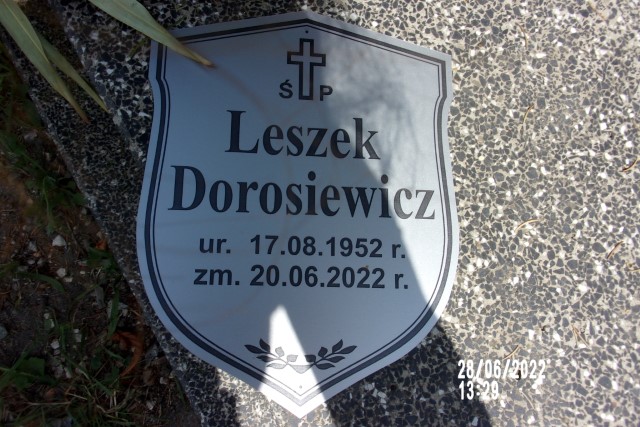 Ś P
Leszek
Dorosiewicz
ur. 17.08.1952 r.
zm. 20.06.2022 r.
28/06/2022
13:29